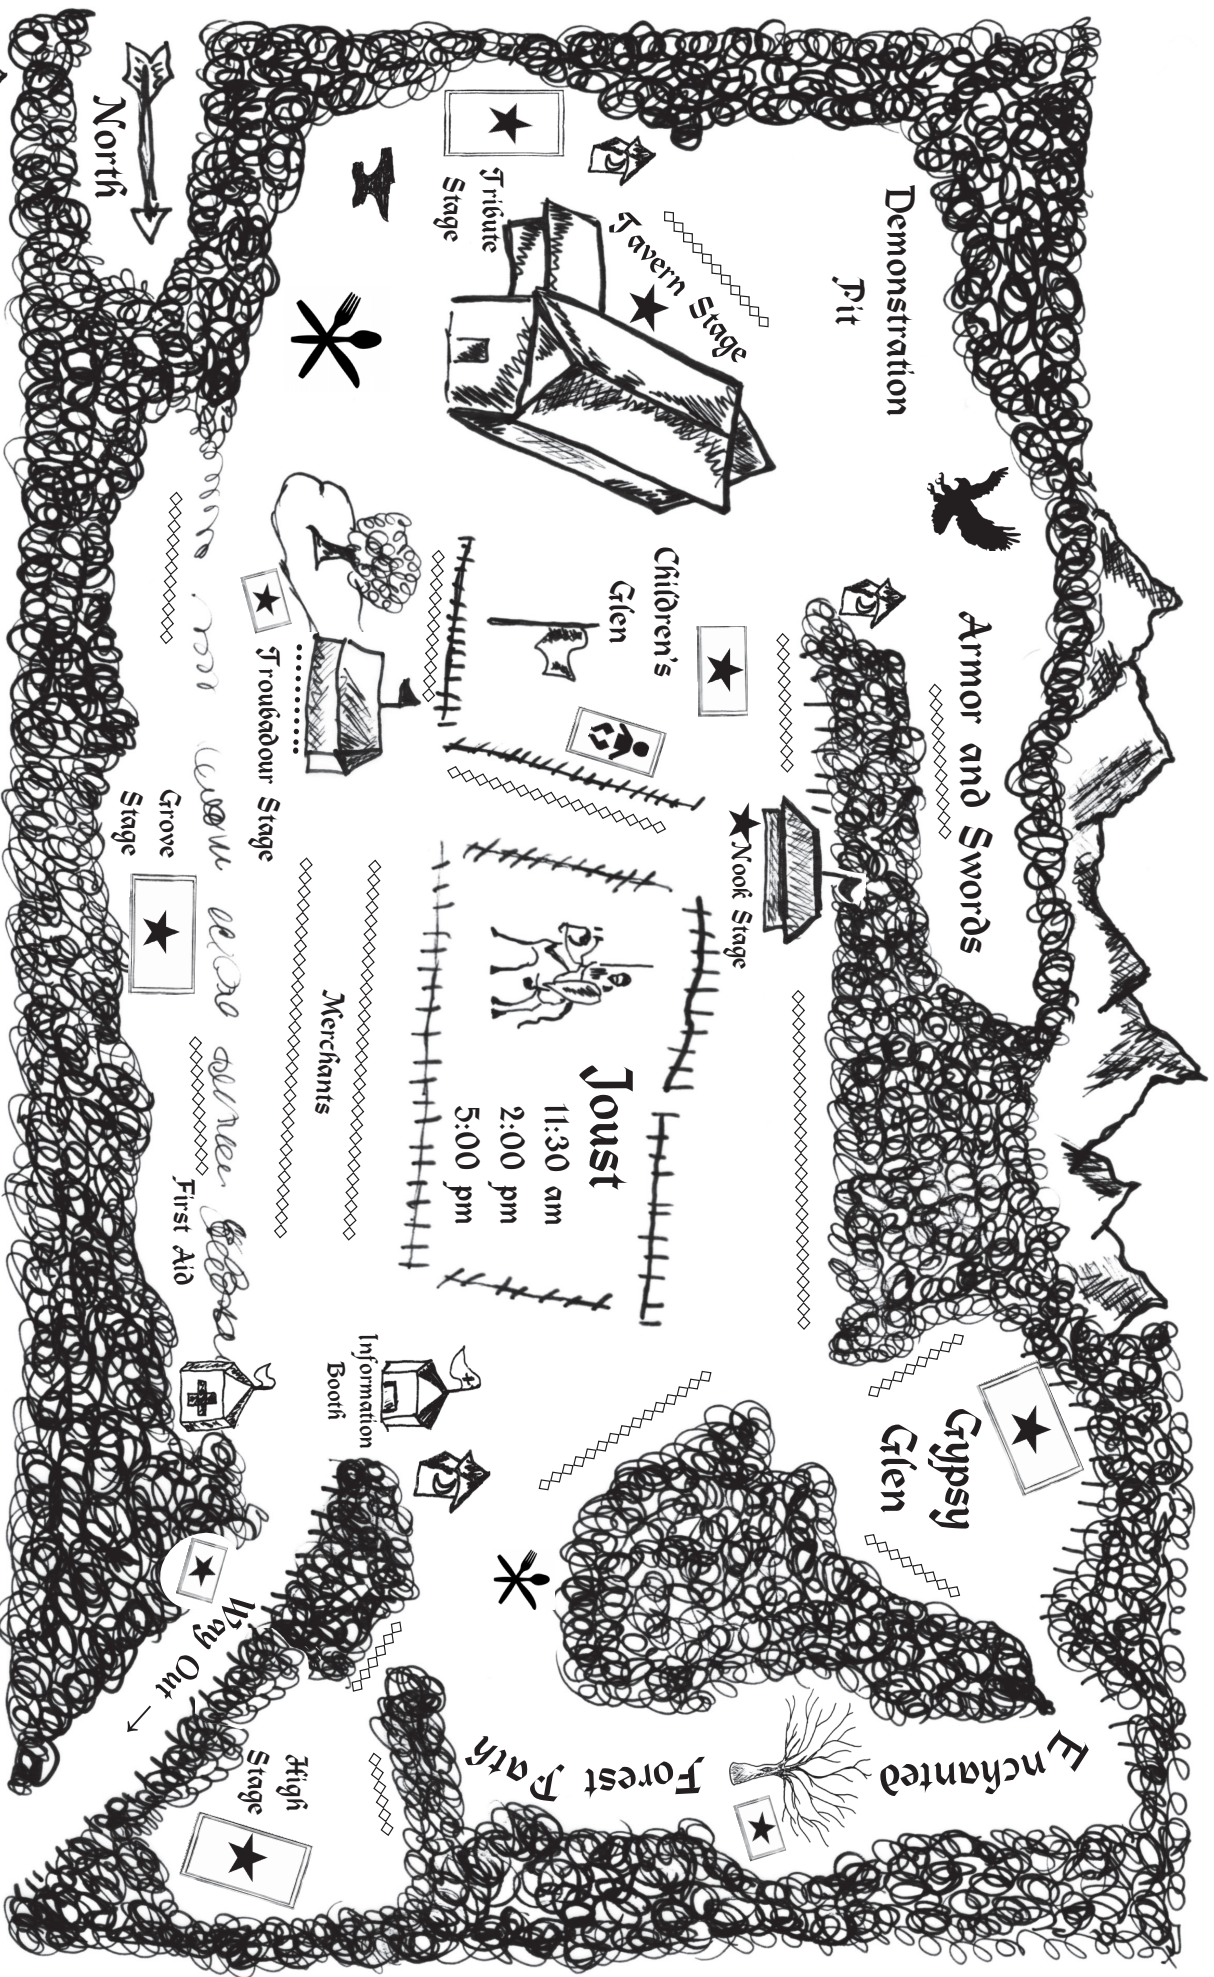 North
Tribute
Stage
Tavern Stage
Demonstration
Pit
Children's
Glen
Armor and Swords
Troubadour Stage
Grove
Stage
Nook Stage
Merchants
Joust
11:30 am
2:00 pm
5:00 pm
First Aid
Information
Booth
Gypsy
Glen
Way Out
High
Stage
Enchanted Forest Path